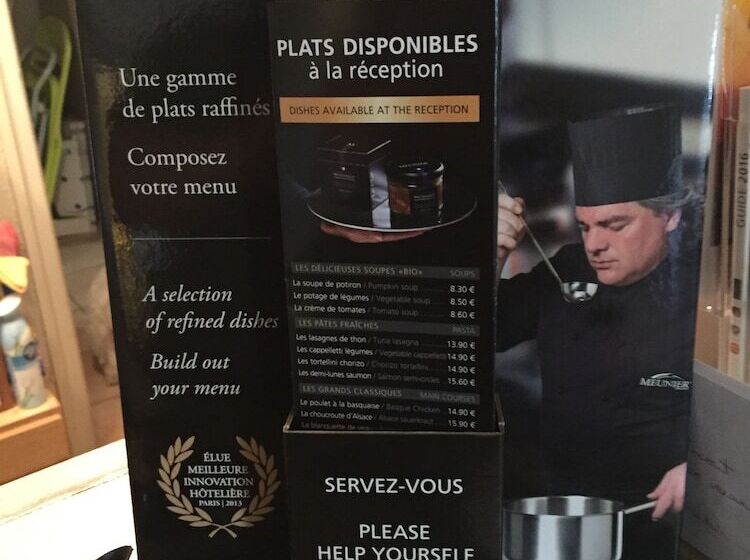 Une gamme
de plats raffinés
Composez
votre menu
A selection
of refined dishes
Build out
your menu
ÉLUE
MEILLEURE
INNOVATION
HÔTELIÈRE
PARIS | 2013
PLATS DISPONIBLES
à la réception
DISHES AVAILABLE AT THE RECEPTION
LES DÉLICIEUSES SOUPES «BIO» SOUPS
La soupe de potiron / Pumpkin soup 8.30 €
Le potage de légumes / Vegetable soup 8.50 €
La crème de tomates / Tomato soup 8.60 €
LES PÂTES FRAÎCHES PASTA
Les lasagnes de thon / Tuna lasagna 13.90 €
Les cappelletti légumes / Vegetable cappelletti 14.90 €
Les tortellini chorizo / Chorizo tortellini 14.90 €
Les demi-lunes saumon / Salmon semi-circles 15.60 €
LES GRANDS CLASSIQUES MAIN COURSES
Le poulet à la basquaise / Basque Chicken 14.90 €
La choucroute d'Alsace / Alsace sauerkraut 15.90 €
La blanquette de
SERVEZ-VOUS
PLEASE
HELP YOURSELF
MEUNIER
GUIDE 2016